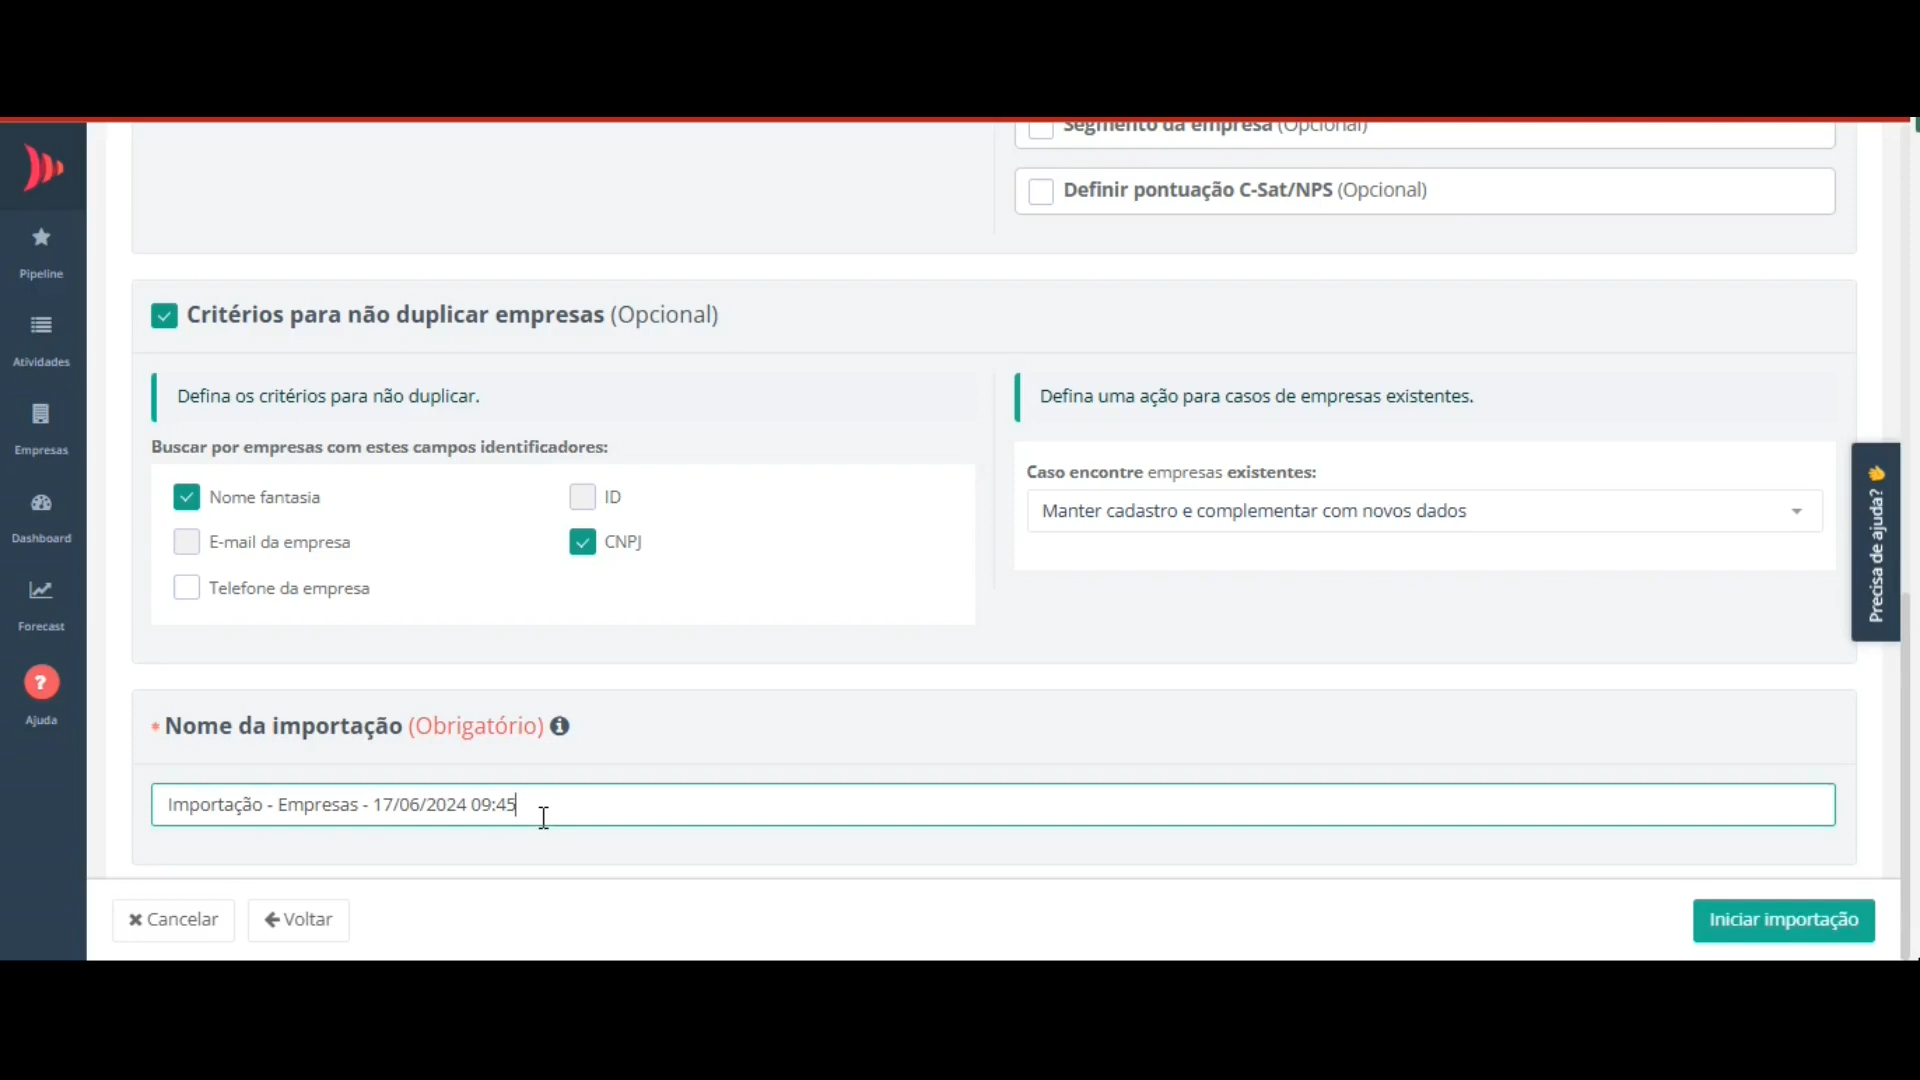 Segmento da empresa (Opcional)
Definir pontuação C-Sat/NPS (Opcional)
Pipeline
Atividades
Empresas
Dashboard
Forecast
?
Ajuda
Critérios para não duplicar empresas (Opcional)
Defina os critérios para não duplicar.
Buscar por empresas com estes campos identificadores:
Nome fantasia
ID
E-mail da empresa
CNPJ
Telefone da empresa
Defina uma ação para casos de empresas existentes.
Caso encontre empresas existentes:
Manter cadastro e complementar com novos dados
Precisa de ajuda? 👋
* Nome da importação (Obrigatório)
Importação - Empresas - 17/06/2024 09:45
Cancelar
Voltar
Iniciar importação